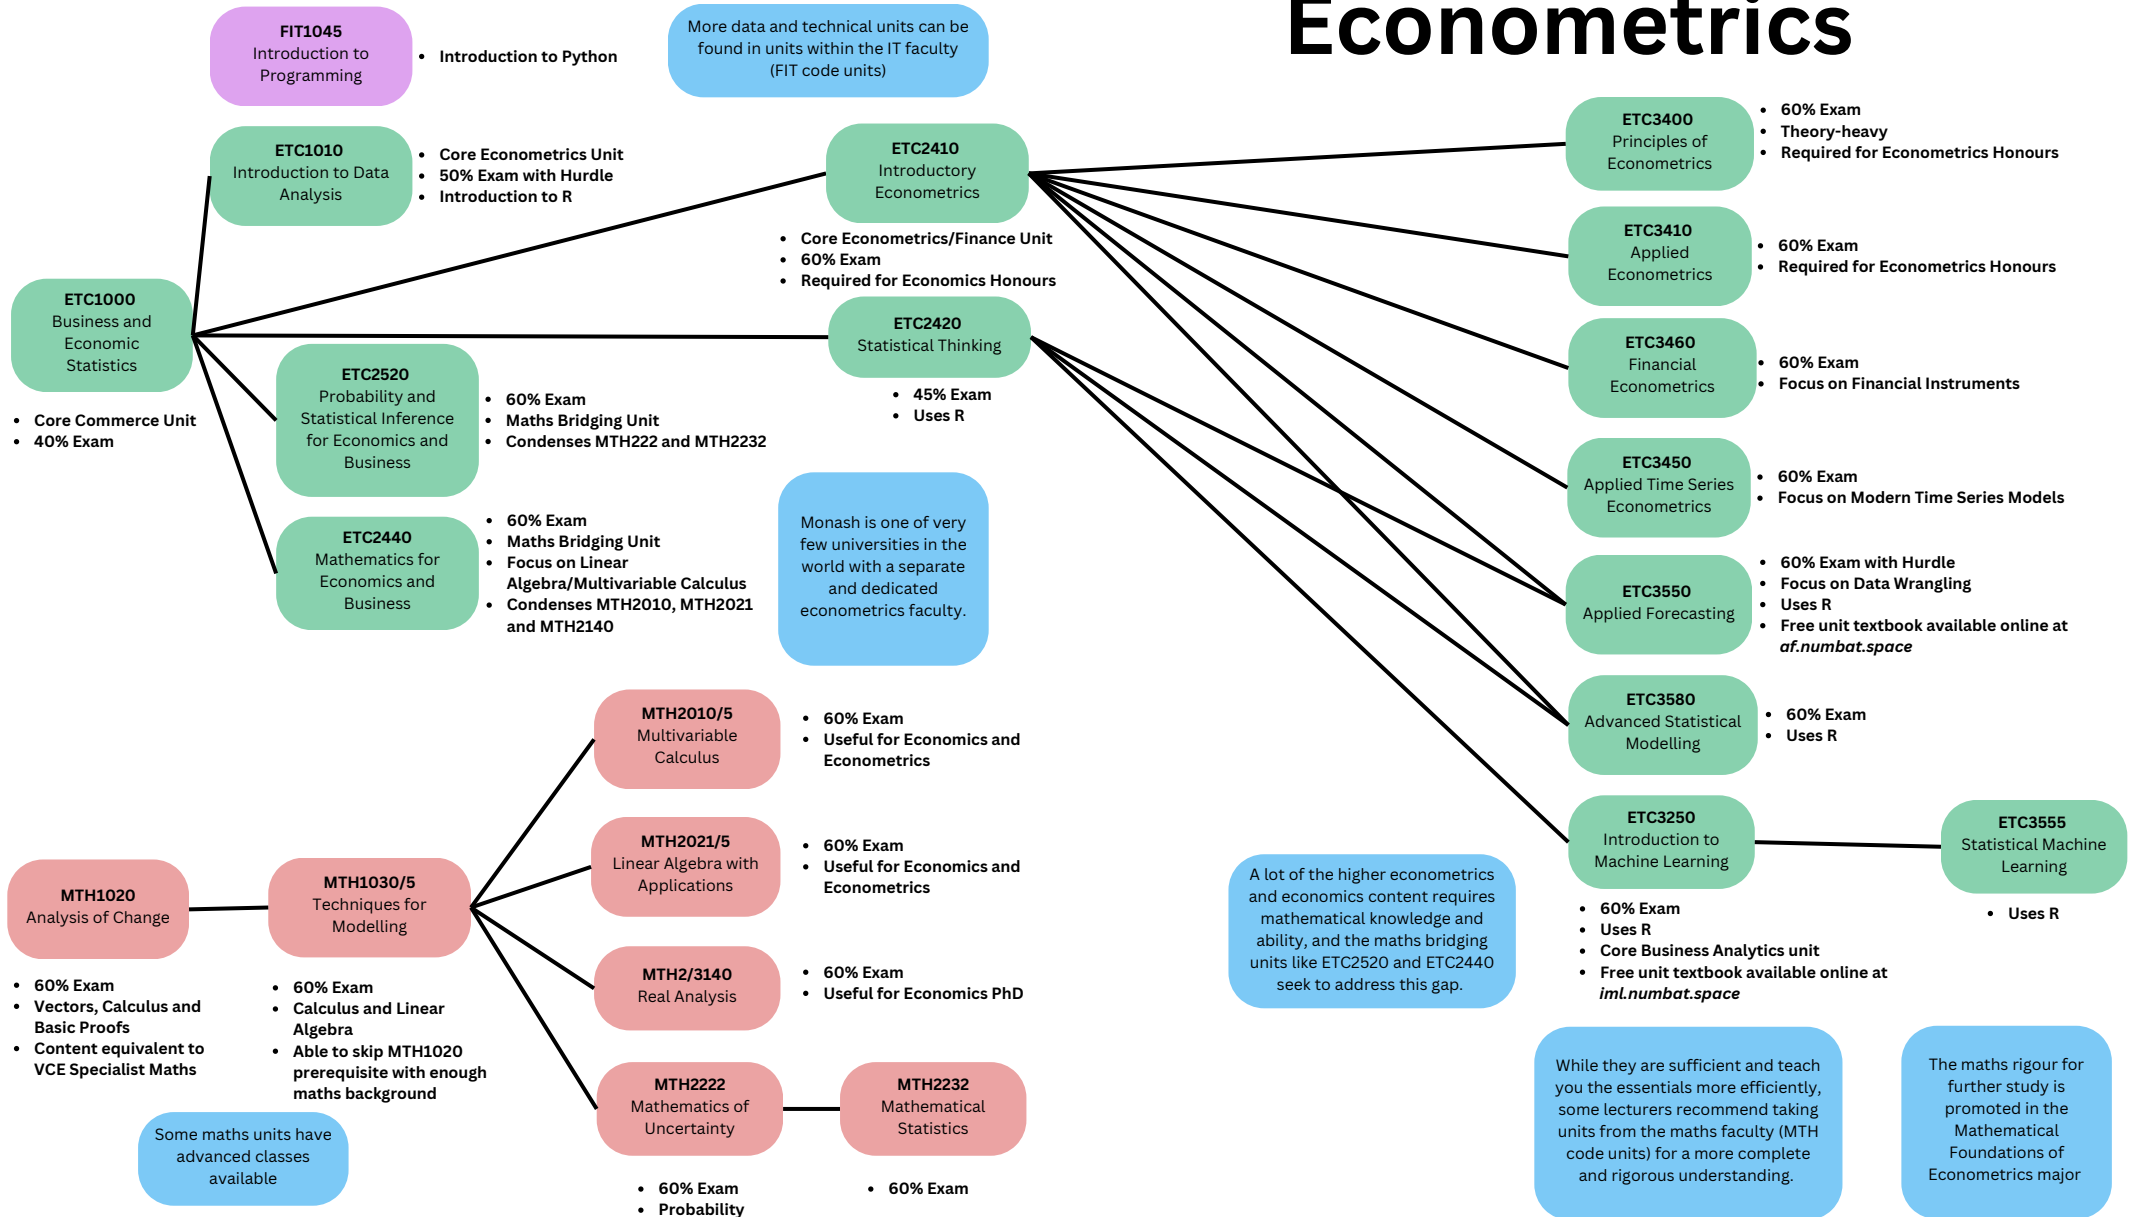 Econometrics
FIT1045
Introduction to
Programming
• Introduction to Python
More data and technical units can be
found in units within the IT faculty
(FIT code units)
ETC1010
Introduction to Data
Analysis
• Core Econometrics Unit
• 50% Exam with Hurdle
• Introduction to R
ETC1000
Business and
Economic
Statistics
• Core Commerce Unit
• 40% Exam
ETC2520
Probability and
Statistical Inference
for Economics and
Business
• 60% Exam
• Maths Bridging Unit
• Condenses MTH222 and MTH2232
ETC2440
Mathematics for
Economics and
Business
• 60% Exam
• Maths Bridging Unit
• Focus on Linear
Algebra/Multivariable Calculus
• Condenses MTH2010, MTH2021
and MTH2140
ETC2410
Introductory
Econometrics
• Core Econometrics/Finance Unit
• 60% Exam
• Required for Economics Honours
ETC2420
Statistical Thinking
• 45% Exam
• Uses R
Monash is one of very
few universities in the
world with a separate
and dedicated
econometrics faculty.
ETC3400
Principles of
Econometrics
• 60% Exam
• Theory-heavy
• Required for Econometrics Honours
ETC3410
Applied
Econometrics
• 60% Exam
• Required for Econometrics Honours
ETC3460
Financial
Econometrics
• 60% Exam
• Focus on Financial Instruments
ETC3450
Applied Time Series
Econometrics
• 60% Exam
• Focus on Modern Time Series Models
ETC3550
Applied Forecasting
• 60% Exam with Hurdle
• Focus on Data Wrangling
• Uses R
• Free unit textbook available online at
af.numbat.space
ETC3580
Advanced Statistical
Modelling
• 60% Exam
• Uses R
ETC3250
Introduction to
Machine Learning
• 60% Exam
• Uses R
• Core Business Analytics unit
• Free unit textbook available online at
iml.numbat.space
ETC3555
Statistical Machine
Learning
• Uses R
MTH1020
Analysis of Change
• 60% Exam
• Vectors, Calculus and
Basic Proofs
• Content equivalent to
VCE Specialist Maths
MTH1030/5
Techniques for
Modelling
• 60% Exam
• Calculus and Linear
Algebra
• Able to skip MTH1020
prerequisite with enough
maths background
Some maths units have
advanced classes
available
MTH2010/5
Multivariable
Calculus
• 60% Exam
• Useful for Economics and
Econometrics
MTH2021/5
Linear Algebra with
Applications
• 60% Exam
• Useful for Economics and
Econometrics
MTH2/3140
Real Analysis
• 60% Exam
• Useful for Economics PhD
MTH2222
Mathematics of
Uncertainty
• 60% Exam
• Probability
MTH2232
Mathematical
Statistics
• 60% Exam
A lot of the higher econometrics
and economics content requires
mathematical knowledge and
ability, and the maths bridging
units like ETC2520 and ETC2440
seek to address this gap.
While they are sufficient and teach
you the essentials more efficiently,
some lecturers recommend taking
units from the maths faculty (MTH
code units) for a more complete
and rigorous understanding.
The maths rigour for
further study is
promoted in the
Mathematical
Foundations of
Econometrics major